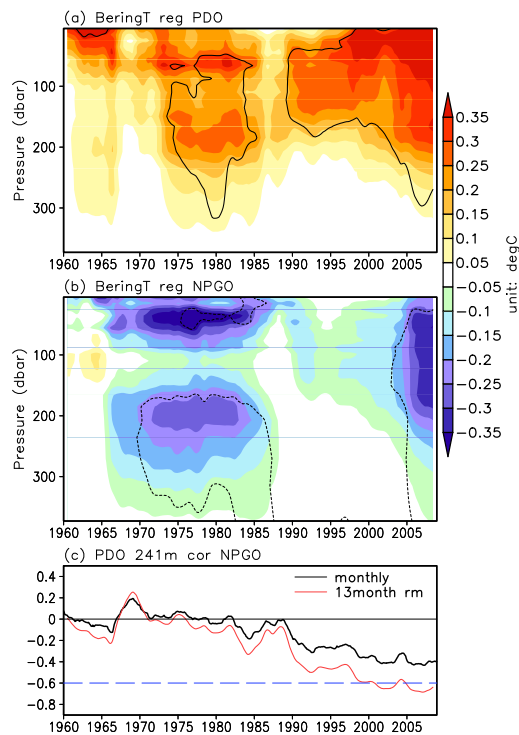 (a) BeringT reg PDO
Pressure (dbar)
100
200
300
1960 1965 1970 1975 1980 1985 1990 1995 2000 2005
(b) BeringT reg NPGO
Pressure (dbar)
100
200
300
1960 1965 1970 1975 1980 1985 1990 1995 2000 2005
0.35
0.3
0.25
0.2
0.15
0.1
0.05
-0.05
-0.1
-0.15
-0.2
-0.25
-0.3
-0.35
unit: degC
(c) PDO 241m cor NPGO
monthly
13month rm
0.4
0.2
0
-0.2
-0.4
-0.6
-0.8
1960 1965 1970 1975 1980 1985 1990 1995 2000 2005